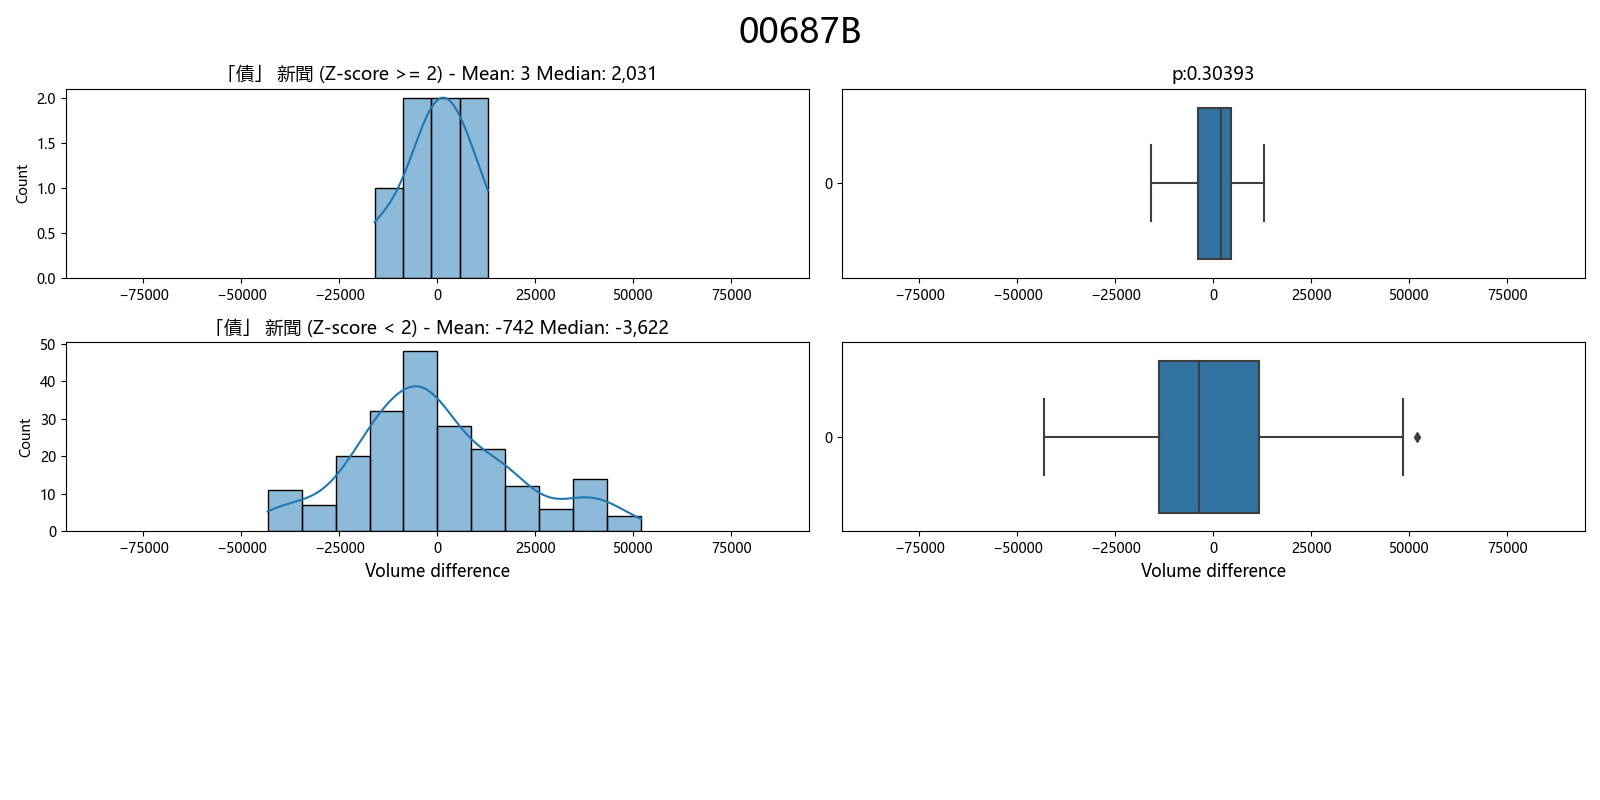 00687B
「債」 新聞 (Z-score >= 2) - Mean: 3 Median: 2,031
p:0.30393
2.0
1.5
1.0
0.5
0.0
Count
−75000 −50000 −25000 0 25000 50000 75000
0
−75000 −50000 −25000 0 25000 50000 75000
「債」 新聞 (Z-score < 2) - Mean: -742 Median: -3,622
50
40
30
20
10
0
Count
−75000 −50000 −25000 0 25000 50000 75000
Volume difference
0
−75000 −50000 −25000 0 25000 50000 75000
Volume difference